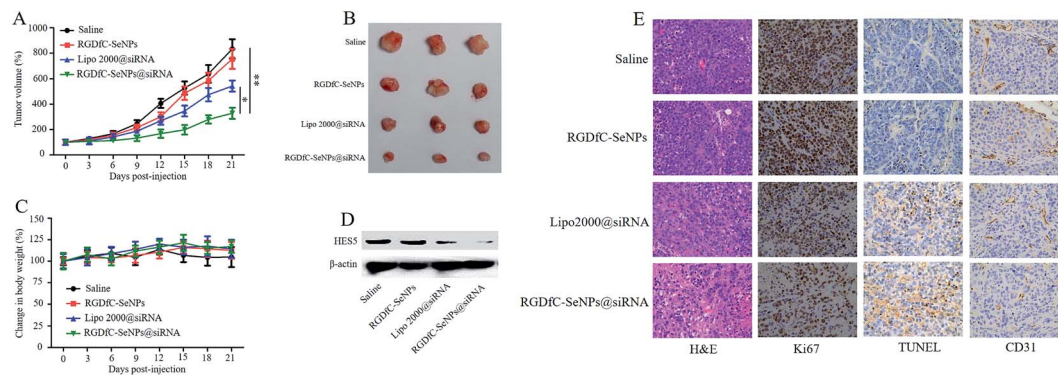 A
Saline
RGDfC-SeNPs
Lipo 2000@siRNA
RGDfC-SeNPs@siRNA
Tumor volume (%)
1000
800
600
400
200
0
**
*
0 3 6 9 12 15 18 21
Days post-injection
B
Saline
RGDfC-SeNPs
Lipo 2000@siRNA
RGDfC-SeNPs@siRNA
C
Change in body weight (%)
150
125
100
75
50
25
0
Saline
RGDfC-SeNPs
Lipo 2000@siRNA
RGDfC-SeNPs@siRNA
0 3 6 9 12 15 18 21
Days post-injection
D
HES5
β-actin
Saline
RGDfC-SeNPs
Lipo 2000@siRNA
RGDfC-SeNPs@siRNA
E
Saline
RGDfC-SeNPs
Lipo2000@siRNA
RGDfC-SeNPs@siRNA
H&E Ki67 TUNEL CD31